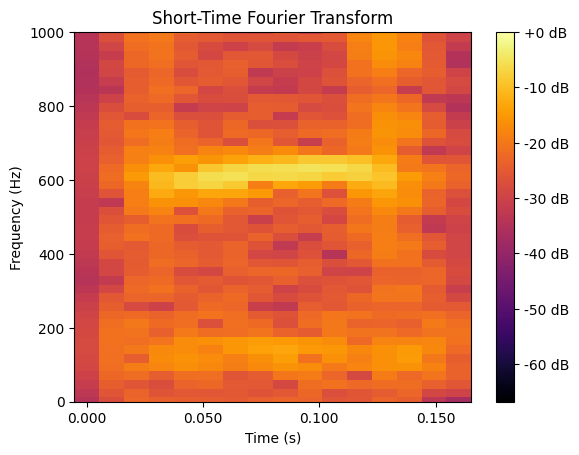 Short-Time Fourier Transform
1000
800
600
400
200
0
Frequency (Hz)
0.000
0.050
0.100
0.150
Time (s)
+0 dB
-10 dB
-20 dB
-30 dB
-40 dB
-50 dB
-60 dB